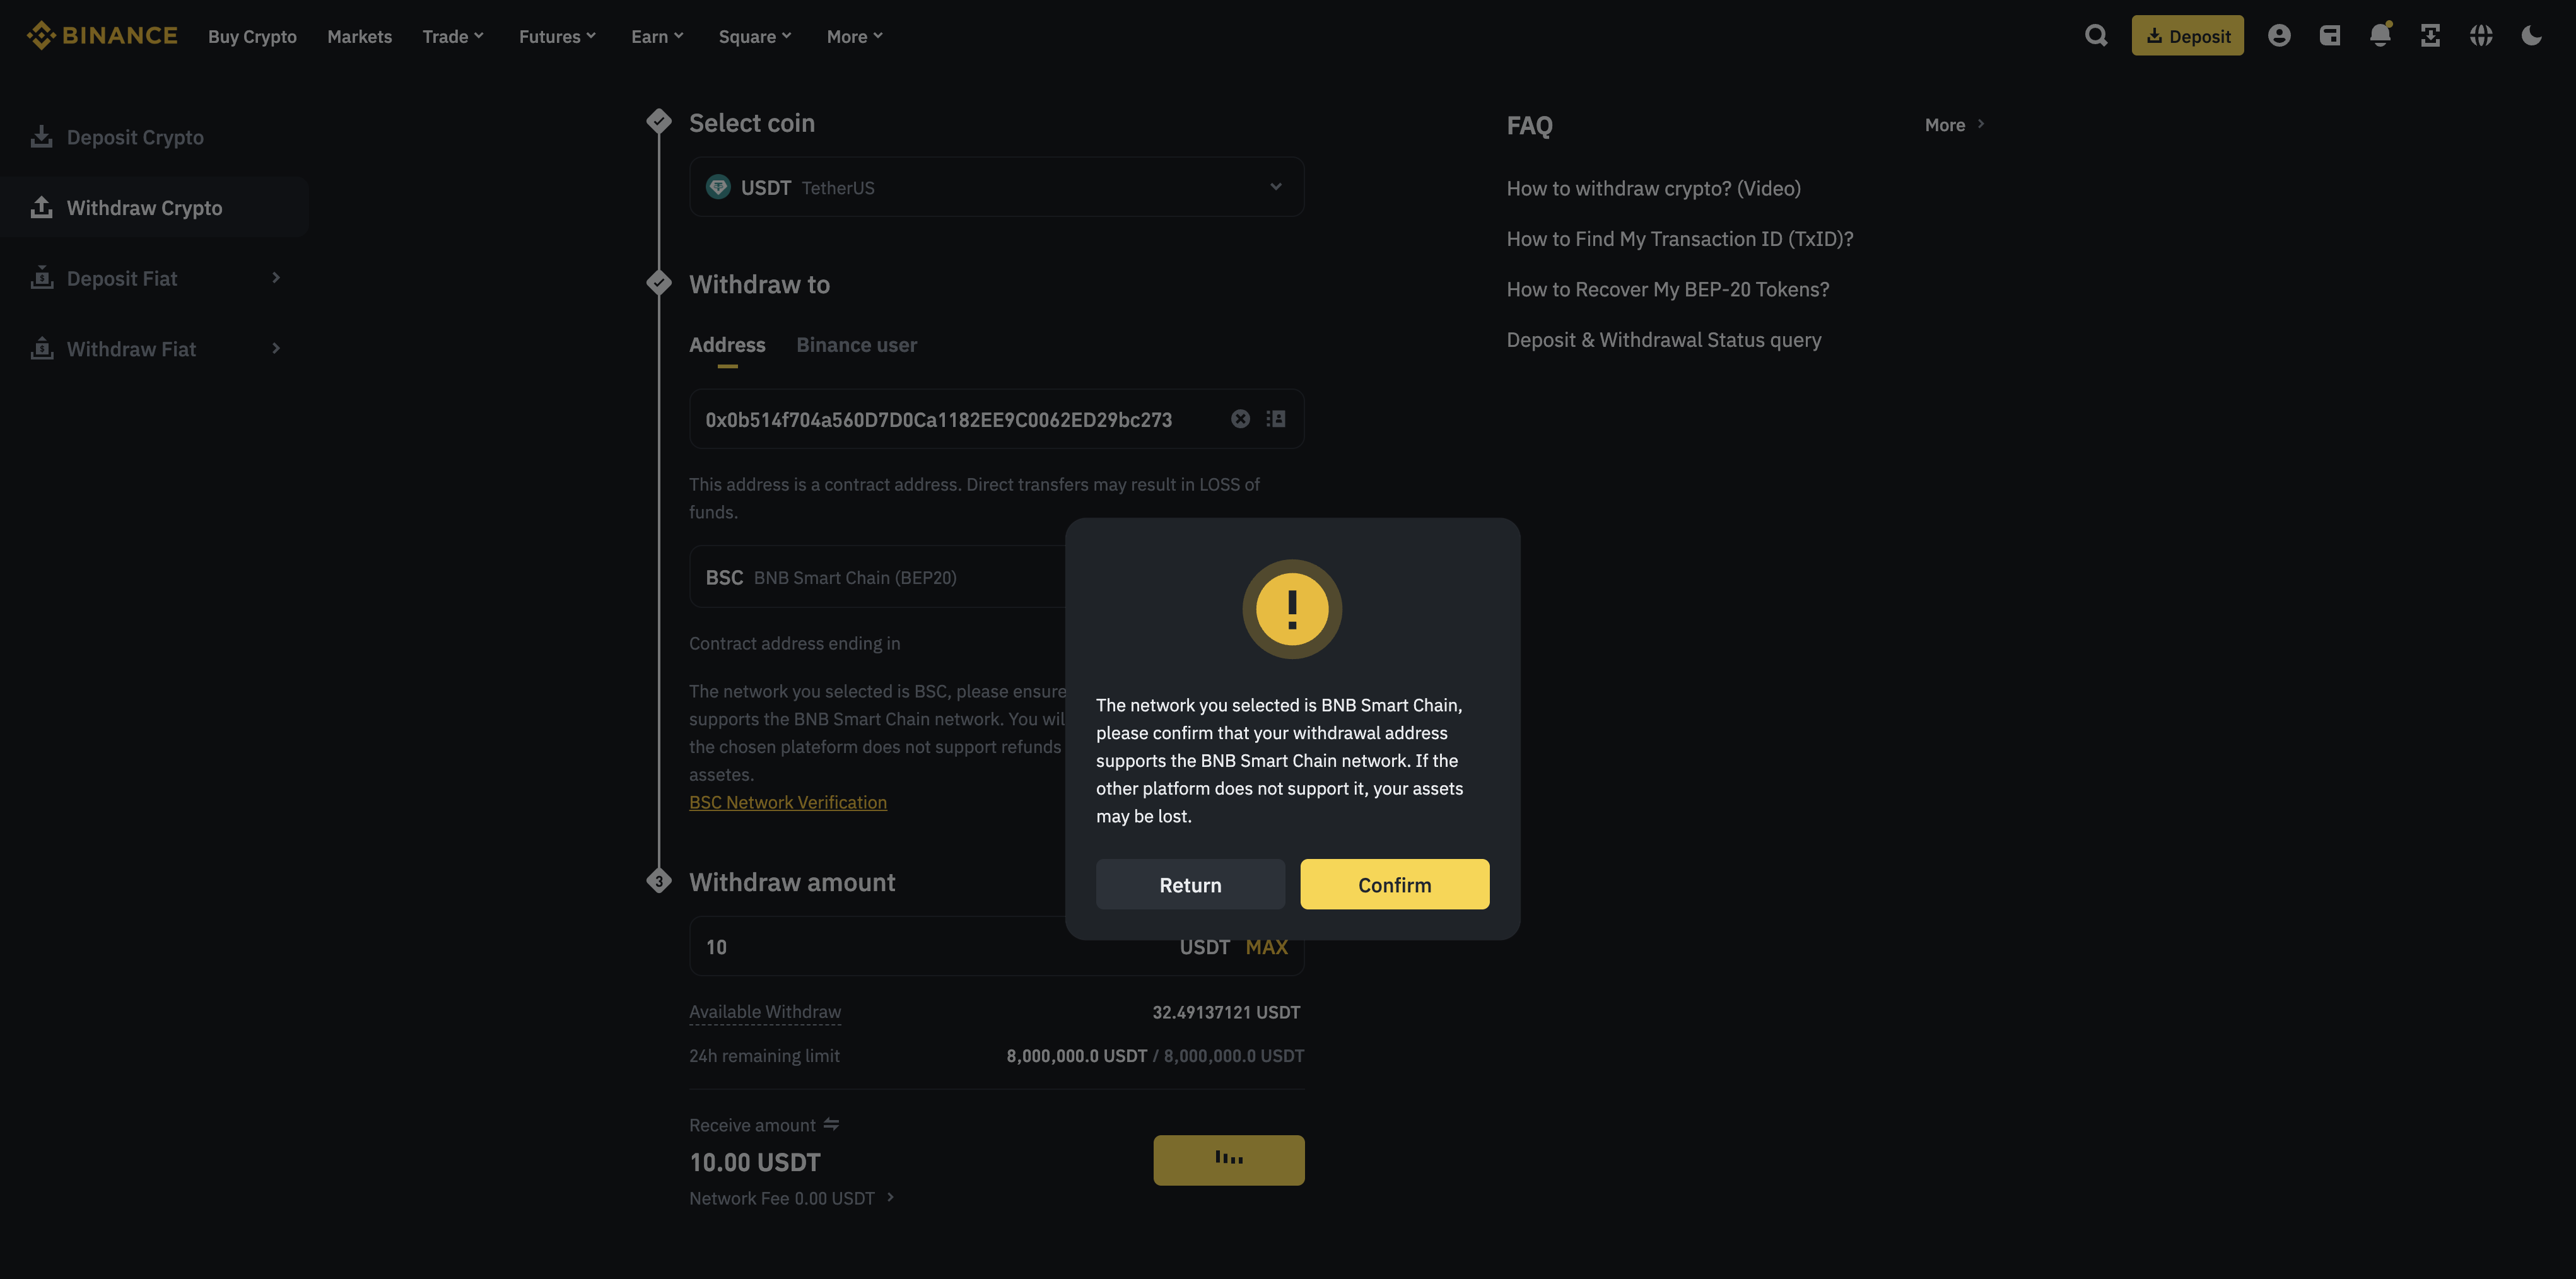 BINANCE
Buy Crypto
Markets
Trade
Futures
Earn
Square
More
Deposit
Deposit Crypto
Withdraw Crypto
Deposit Fiat
Withdraw Fiat
Select coin
USDT TetherUS
Withdraw to
Address
Binance user
0x0b514f704a560D7D0Ca1182EE9C0062ED29bc273
This address is a contract address. Direct transfers may result in LOSS of
funds.
BSC BNB Smart Chain (BEP20)
Contract address ending in
The network you selected is BSC, please ensure
supports the BNB Smart Chain network. You wil
the chosen plateform does not support refunds
assetes.
BSC Network Verification
3
Withdraw amount
10
USDT MAX
Available Withdraw
32.49137121 USDT
24h remaining limit
8,000,000.0 USDT / 8,000,000.0 USDT
Receive amount
10.00 USDT
Network Fee 0.00 USDT
The network you selected is BNB Smart Chain,
please confirm that your withdrawal address
supports the BNB Smart Chain network. If the
other platform does not support it, your assets
may be lost.
Return
Confirm
FAQ
More
How to withdraw crypto? (Video)
How to Find My Transaction ID (TxID)?
How to Recover My BEP-20 Tokens?
Deposit & Withdrawal Status query